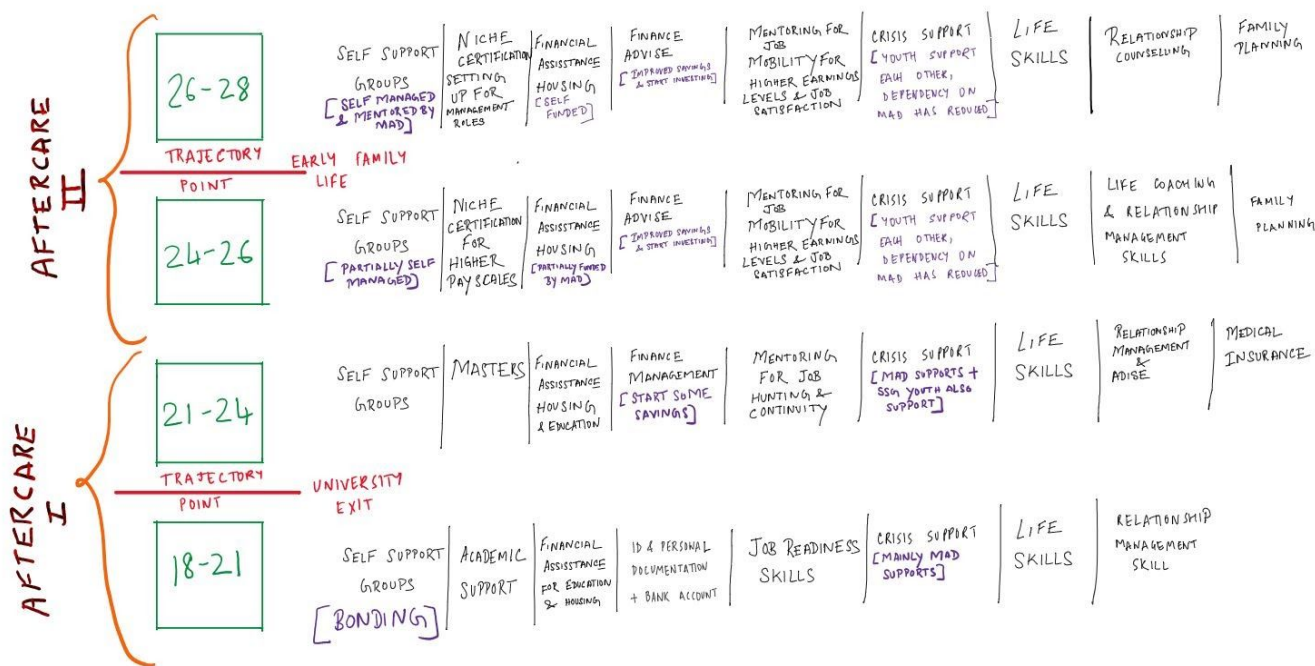 AFTERCARE
II
26-28
SELF SUPPORT
GROUPS
[SELF MANAGED
& MENTORED BY
MAD]
NICHE
CERTIFICATION
SETTING
UP FOR
MANAGEMENT
ROLES
FINANCIAL
ASSISSTANCE
HOUSING
[SELF
FUNDED]
FINANCE
ADVISE
[IMPROVED SAVINGS
& START INVESTING]
MENTORING FOR
JOB
MOBILITY FOR
HIGHER EARNINGS
LEVELS & JOB
SATISFACTION
CRISIS SUPPORT
[YOUTH SUPPORT
EACH OTHER,
DEPENDENCY ON
MAD HAS REDUCED]
LIFE
SKILLS
RELATIONSHIP
COUNSELLING
FAMILY
PLANNING
TRAJECTORY
POINT
EARLY FAMILY
LIFE
24-26
SELF SUPPORT
GROUPS
[PARTIALLY SELF
MANAGED]
NICHE
CERTIFICATION
FOR
HIGHER
PAYSCALES
FINANCIAL
ASSISSTANCE
HOUSING
[PARTIALLY FUNDED
BY MAD]
FINANCE
ADVISE
[IMPROVED SAVINGS
& START INVESTING]
MENTORING FOR
JOB
MOBILITY FOR
HIGHER EARNINGS
LEVELS & JOB
SATISFACTION
CRISIS SUPPORT
[YOUTH SUPPORT
EACH OTHER,
DEPENDENCY ON
MAD HAS REDUCED]
LIFE
SKILLS
LIFE COACHING
& RELATIONSHIP
MANAGEMENT
SKILLS
FAMILY
PLANNING
AFTERCARE
I
21-24
SELF SUPPORT
GROUPS
MASTERS
FINANCIAL
ASSISSTANCE
HOUSING
& EDUCATION
FINANCE
MANAGEMENT
[START SOME
SAVINGS]
MENTORING
FOR JOB
HUNTING &
CONTINUITY
CRISIS SUPPORT
[MAD SUPPORTS +
SSG YOUTH ALSO
SUPPORT]
LIFE
SKILLS
RELATIONSHIP
MANAGEMENT
&
ADISE
MEDICAL
INSURANCE
TRAJECTORY
POINT
UNIVERSITY
EXIT
18-21
SELF SUPPORT
GROUPS
[BONDING]
ACADEMIC
SUPPORT
FINANCIAL
ASSISSTANCE
FOR EDUCATION
& HOUSING
ID & PERSONAL
DOCUMENTATION
+ BANK ACCOUNT
JOB READINESS
SKILLS
CRISIS SUPPORT
[MAINLY MAD
SUPPORTS]
LIFE
SKILLS
RELATIONSHIP
MANAGEMENT
SKILL